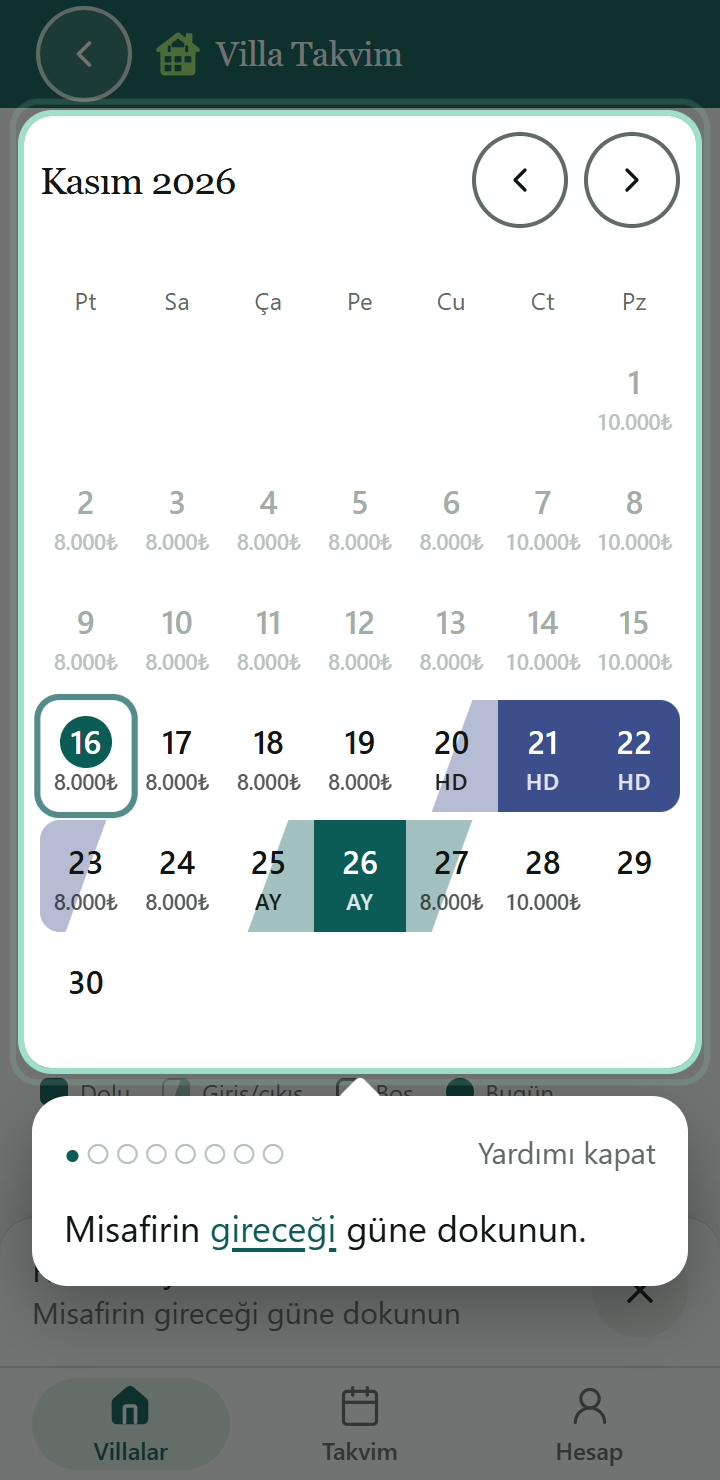 Villa Takvim
Kasım 2026
Pt Sa Ça Pe Cu Ct Pz
1
10.000₺
2 3 4 5 6 7 8
8.000₺ 8.000₺ 8.000₺ 8.000₺ 8.000₺ 10.000₺ 10.000₺
9 10 11 12 13 14 15
8.000₺ 8.000₺ 8.000₺ 8.000₺ 8.000₺ 10.000₺ 10.000₺
16 17 18 19 20 21 22
8.000₺ 8.000₺ 8.000₺ 8.000₺ HD HD HD
23 24 25 26 27 28 29
8.000₺ 8.000₺ AY AY 8.000₺ 10.000₺
30
Dolu Giriş/çıkış Boş Bugün
Yardımı kapat
Misafirin gireceği güne dokunun.
Misafirin gireceği güne dokunun
Villalar Takvim Hesap